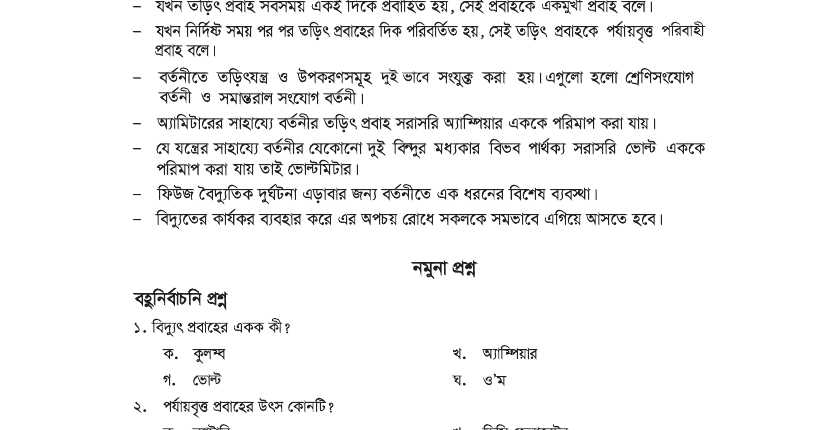 – যখন তড়িৎ প্রবাহ সবসময় একই দিকে প্রবাহিত হয়, সেই প্রবাহকে একমুখী প্রবাহ বলে।
– যখন নির্দিষ্ট সময় পর পর তড়িৎ প্রবাহের দিক পরিবর্তিত হয়, সেই তড়িৎ প্রবাহকে পর্যায়বৃত্ত পরিবাহী
প্রবাহ বলে।
– বর্তনীতে তড়িৎযন্ত্র ও উপকরণসমূহ দুই ভাবে সংযুক্ত করা হয়। এগুলো হলো শ্রেণিসংযোগ
বর্তনী ও সমান্তরাল সংযোগ বর্তনী।
– অ্যামিটারের সাহায্যে বর্তনীর তড়িৎ প্রবাহ সরাসরি অ্যাম্পিয়ার এককে পরিমাপ করা যায়।
– যে যন্ত্রের সাহায্যে বর্তনীর যেকোনো দুই বিন্দুর মধ্যকার বিভব পার্থক্য সরাসরি ভোল্ট এককে
পরিমাপ করা যায় তাই ভোল্টমিটার।
– ফিউজ বৈদ্যুতিক দুর্ঘটনা এড়াবার জন্য বর্তনীতে এক ধরনের বিশেষ ব্যবস্থা।
– বিদ্যুতের কার্যকর ব্যবহার করে এর অপচয় রোধে সকলকে সমভাবে এগিয়ে আসতে হবে।
নমুনা প্রশ্ন
বহুনির্বাচনি প্রশ্ন
১. বিদ্যুৎ প্রবাহের একক কী?
ক. কুলম্ব খ. অ্যাম্পিয়ার
গ. ভোল্ট ঘ. ও'ম
২. পর্যায়বৃত্ত প্রবাহের উৎস কোনটি?